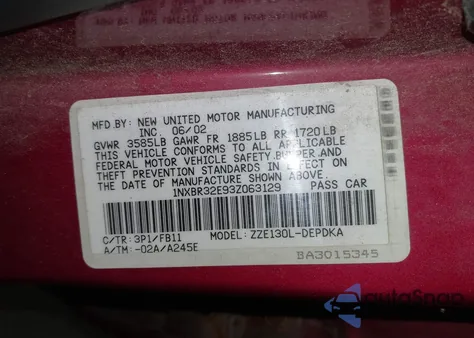 MFD.BY: NEW UNITED MOTOR MANUFACTURING
INC. 06/02
GVWR 3585LB GAWR FR 1885LB RR 1720LB
THIS VEHICLE CONFORMS TO ALL APPLICABLE
FEDERAL MOTOR VEHICLE SAFETY, BUMPER, AND
THEFT PREVENTION STANDARDS IN EFFECT ON
THE DATE OF MANUFACTURE SHOWN ABOVE.
1NXBR32E93Z063129 PASS CAR
C/TR: 3P1/FB11 MODEL: ZZE130L-DEPDKA
A/TM: -02A/A245E
BA3015345
autoSnap